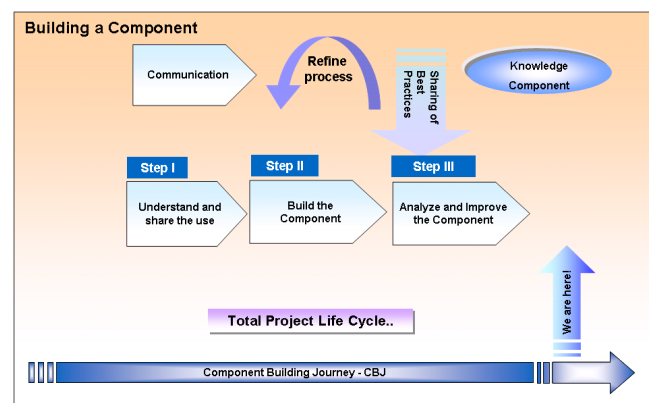 Building a Component
Communication
Refine
process
Sharing of
Best
Practices
Knowledge
Component
Step I
Step II
Step III
Understand and
share the use
Build the
Component
Analyze and Improve
the Component
We are here!
Total Project Life Cycle..
Component Building Journey - CBJ